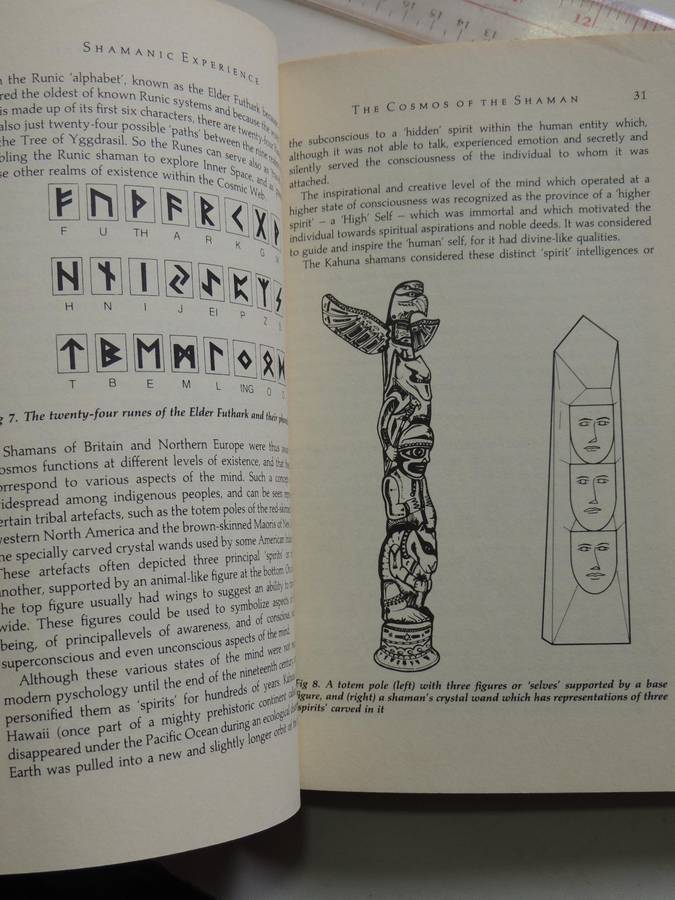 SHAMANIC EXPERIENCE
the Runic 'alphabet', known as the Elder Futhark,
red the oldest of known Runic systems and because the
is made up of its first six characters, there are twenty-four
also just twenty-four possible 'paths' between the nine
the Tree of Yggdrasil. So the Runes can serve also as
bling the Runic shaman to explore Inner Space, and
se other realms of existence within the Cosmic Web.
ᚠ ᚢ ᚦ ᚨ ᚱ ᚲ ᚷ ᚹ
F U TH A R K G
ᚺ ᚾ ᛁ ᛃ ᛇ ᛈ ᛉ ᛊ
H N I J EI P Z S
ᛏ ᛒ ᛖ ᛗ ᛚ ᛜ ᛟ ᛞ
T B E M L ING O
g 7. The twenty-four runes of the Elder Futhark and their
Shamans of Britain and Northern Europe were thus
osmos functions at different levels of existence, and that
orrespond to various aspects of the mind. Such a
videspread among indigenous peoples, and can be seen
ertain tribal artefacts, such as the totem poles of the red-skinned
western North America and the brown-skinned Maoris of
he specially carved crystal wands used by some American
These artefacts often depicted three principal 'spirits'
nother, supported by an animal-like figure at the bottom.
he top figure usually had wings to suggest an ability to
wide. These figures could be used to symbolize aspects
being, of principal levels of awareness, and of conscious,
superconscious and even unconscious aspects of the mind.
Although these various states of the mind were not
modern pyschology until the end of the nineteenth century,
personified them as 'spirits' for hundreds of years.
Hawaii (once part of a mighty prehistoric continent
disappeared under the Pacific Ocean during an ecological
Earth was pulled into a new and slightly longer orbit of
THE COSMOS OF THE SHAMAN 31
the subconscious to a 'hidden' spirit within the human entity which,
although it was not able to talk, experienced emotion and secretly and
silently served the consciousness of the individual to whom it was
attached.
The inspirational and creative level of the mind which operated at a
higher state of consciousness was recognized as the province of a 'higher
spirit' – a 'High' Self – which was immortal and which motivated the
individual towards spiritual aspirations and noble deeds. It was considered
to guide and inspire the 'human' self, for it had divine-like qualities.
The Kahuna shamans considered these distinct 'spirit' intelligences or
Fig 8. A totem pole (left) with three figures or 'selves' supported by a base
figure, and (right) a shaman's crystal wand which has representations of three
'spirits' carved in it